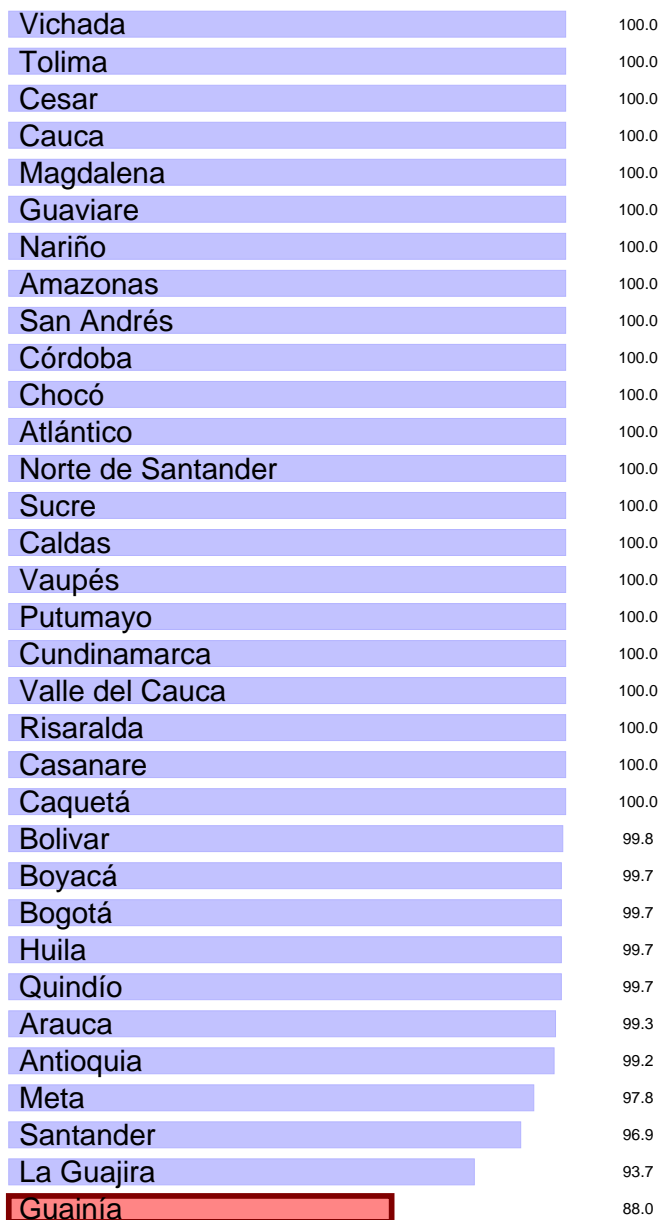 Vichada 100.0
Tolima 100.0
Cesar 100.0
Cauca 100.0
Magdalena 100.0
Guaviare 100.0
Nariño 100.0
Amazonas 100.0
San Andrés 100.0
Córdoba 100.0
Chocó 100.0
Atlántico 100.0
Norte de Santander 100.0
Sucre 100.0
Caldas 100.0
Vaupés 100.0
Putumayo 100.0
Cundinamarca 100.0
Valle del Cauca 100.0
Risaralda 100.0
Casanare 100.0
Caquetá 100.0
Bolivar 99.8
Boyacá 99.7
Bogotá 99.7
Huila 99.7
Quindío 99.7
Arauca 99.3
Antioquia 99.2
Meta 97.8
Santander 96.9
La Guajira 93.7
Guainía 88.0